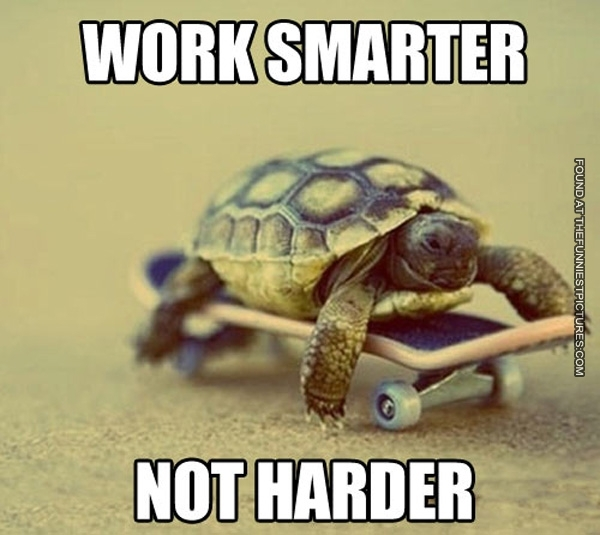 WORK SMARTER
FOUND AT THEFUNNIESTPICTURES.COM
NOT HARDER